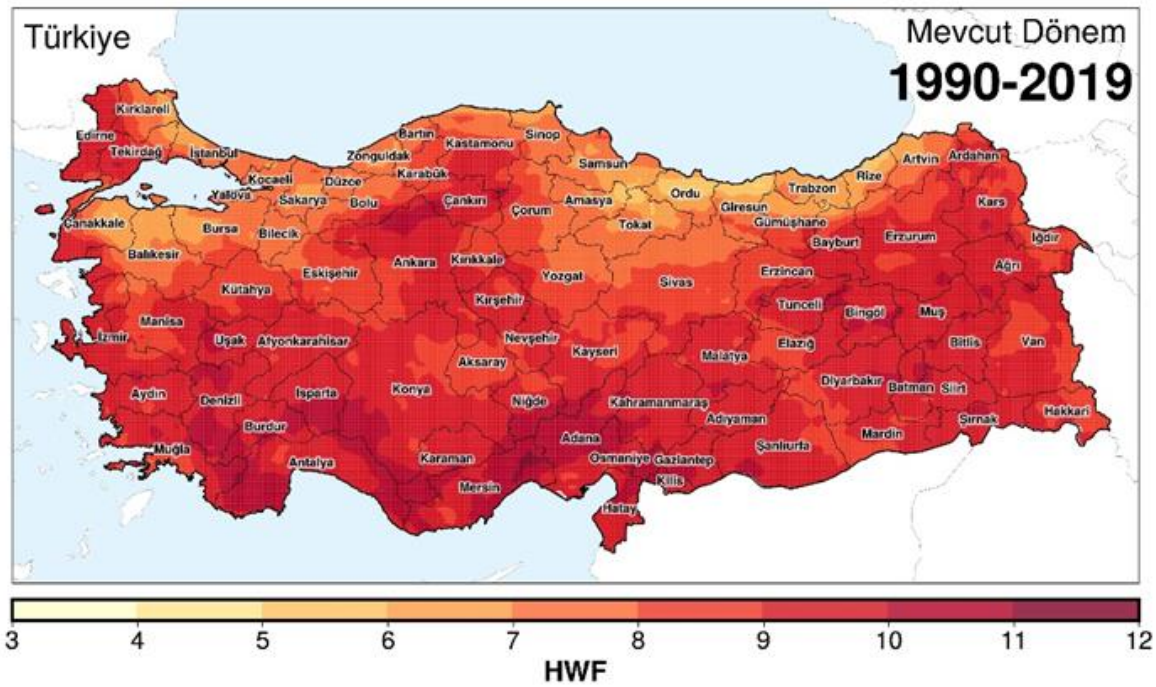 Türkiye
Mevcut Dönem
1990-2019
Kırklareli
Edirne
Tekirdağ
İstanbul
Kocaeli
Yalova
Sakarya
Düzce
Zonguldak
Bartın
Karabük
Bolu
Kastamonu
Sinop
Samsun
Çankırı
Çorum
Amasya
Tokat
Ordu
Giresun
Trabzon
Gümüşhane
Rize
Artvin
Ardahan
Kars
Bayburt
Erzurum
Iğdır
Ağrı
Çanakkale
Balıkesir
Bursa
Bilecik
Eskişehir
Kütahya
Ankara
Kırıkkale
Kırşehir
Yozgat
Sivas
Erzincan
Tunceli
Bingöl
Muş
Bitlis
Van
İzmir
Manisa
Uşak
Afyonkarahisar
Aksaray
Nevşehir
Kayseri
Malatya
Elazığ
Aydın
Denizli
Isparta
Burdur
Konya
Niğde
Kahramanmaraş
Adıyaman
Diyarbakır
Batman
Siirt
Şırnak
Hakkari
Mardin
Şanlıurfa
Muğla
Antalya
Karaman
Mersin
Adana
Osmaniye
Gaziantep
Kilis
Hatay
3 4 5 6 7 8 9 10 11 12
HWF